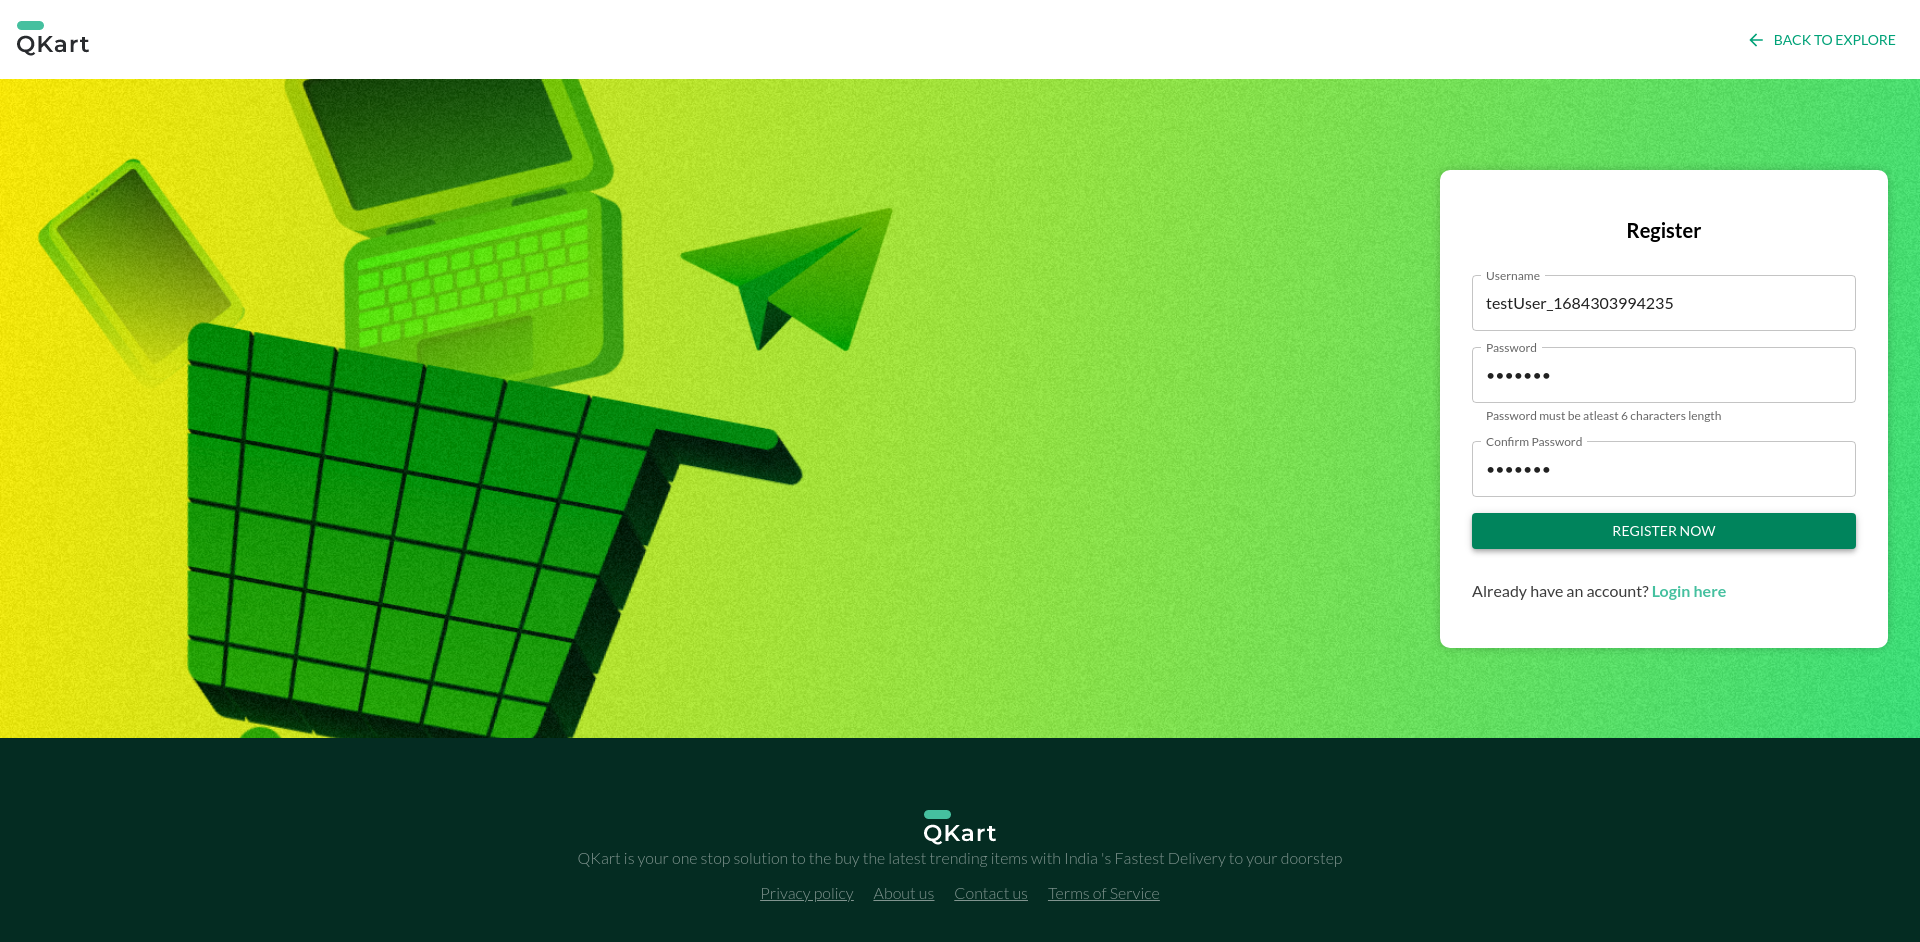 QKart
BACK TO EXPLORE
Register
Username
testUser_1684303994235
Password
•••••••
Password must be atleast 6 characters length
Confirm Password
•••••••
REGISTER NOW
Already have an account? Login here
QKart
QKart is your one stop solution to the buy the latest trending items with India 's Fastest Delivery to your doorstep
Privacy policy About us Contact us Terms of Service